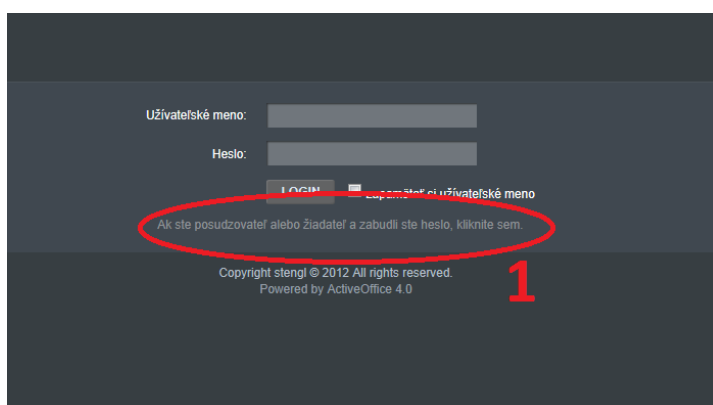 Užívateľské meno:
Heslo:
LOGIN zapamätať si užívateľské meno
Ak ste posudzovateľ alebo žiadateľ a zabudli ste heslo, kliknite sem.
1
Copyright stengl © 2012 All rights reserved.
Powered by ActiveOffice 4.0